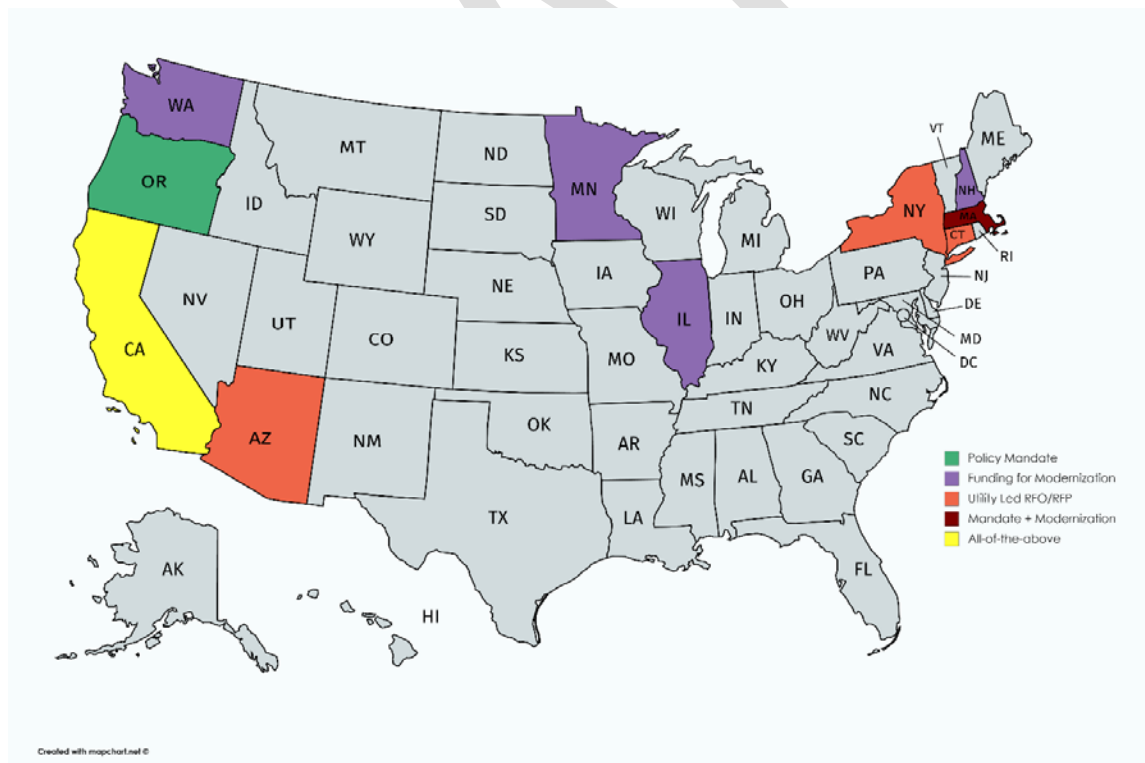 WA
MT
ND
MN
VT
ME
OR
ID
SD
WI
NY
NH
MA
WY
MI
CT
RI
IA
PA
NJ
NE
NV
OH
DE
UT
IL
IN
CA
CO
WV
MD
KS
MO
VA
DC
KY
NC
TN
AZ
NM
OK
AR
SC
Policy Mandate
MS
AL
GA
Funding for Modernization
Utility Led RFO/RFP
TX
LA
Mandate + Modernization
All-of-the-above
AK
FL
HI
Created with mapchart.net ©